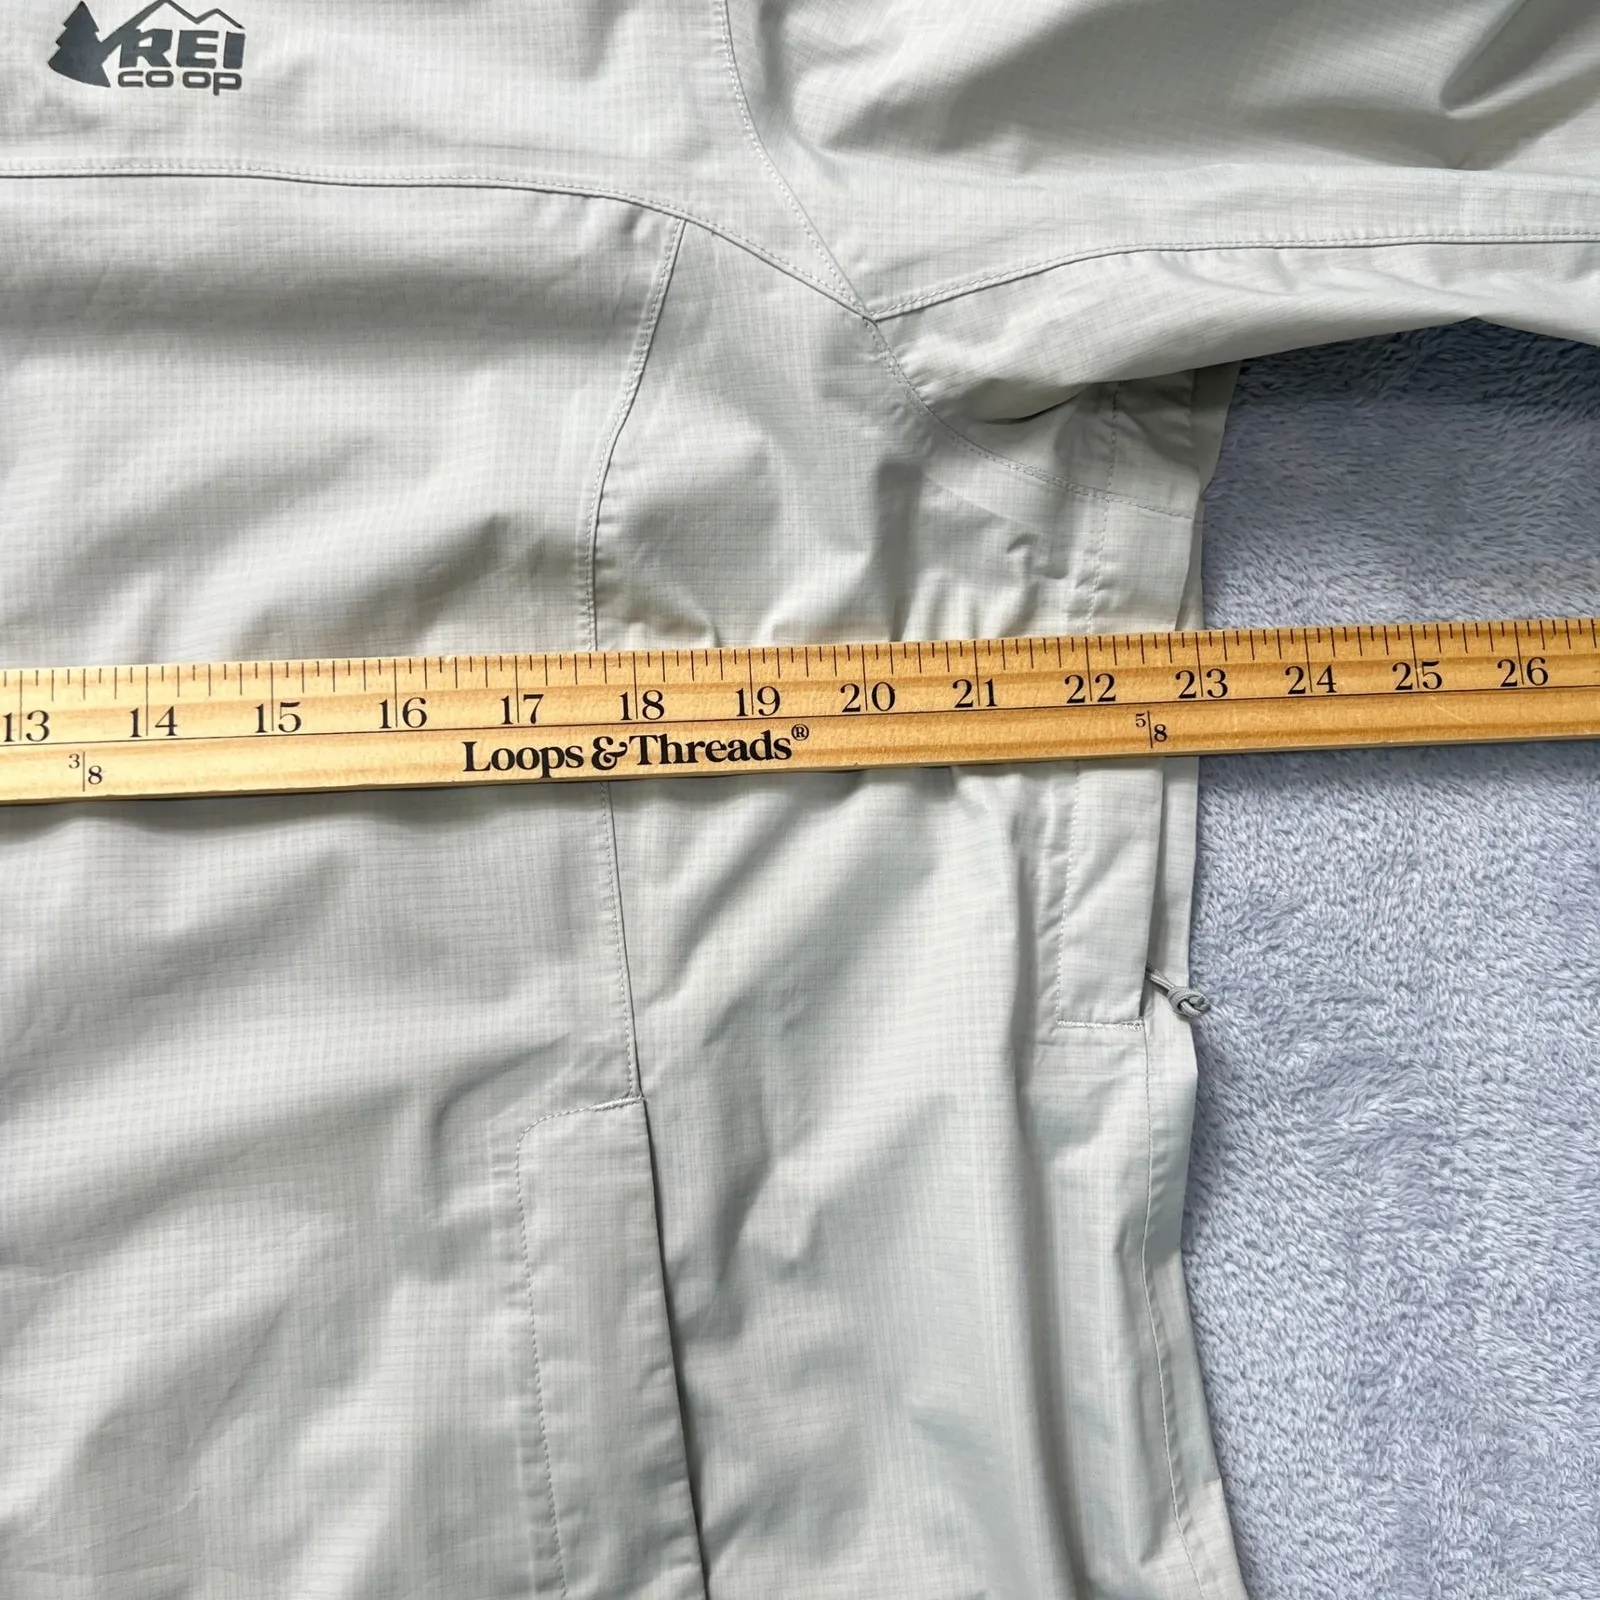 REI
CO OP
13 14 15 16 17 18 19 20 21 22 23 24 25 26
Loops & Threads®
3|8
5|8